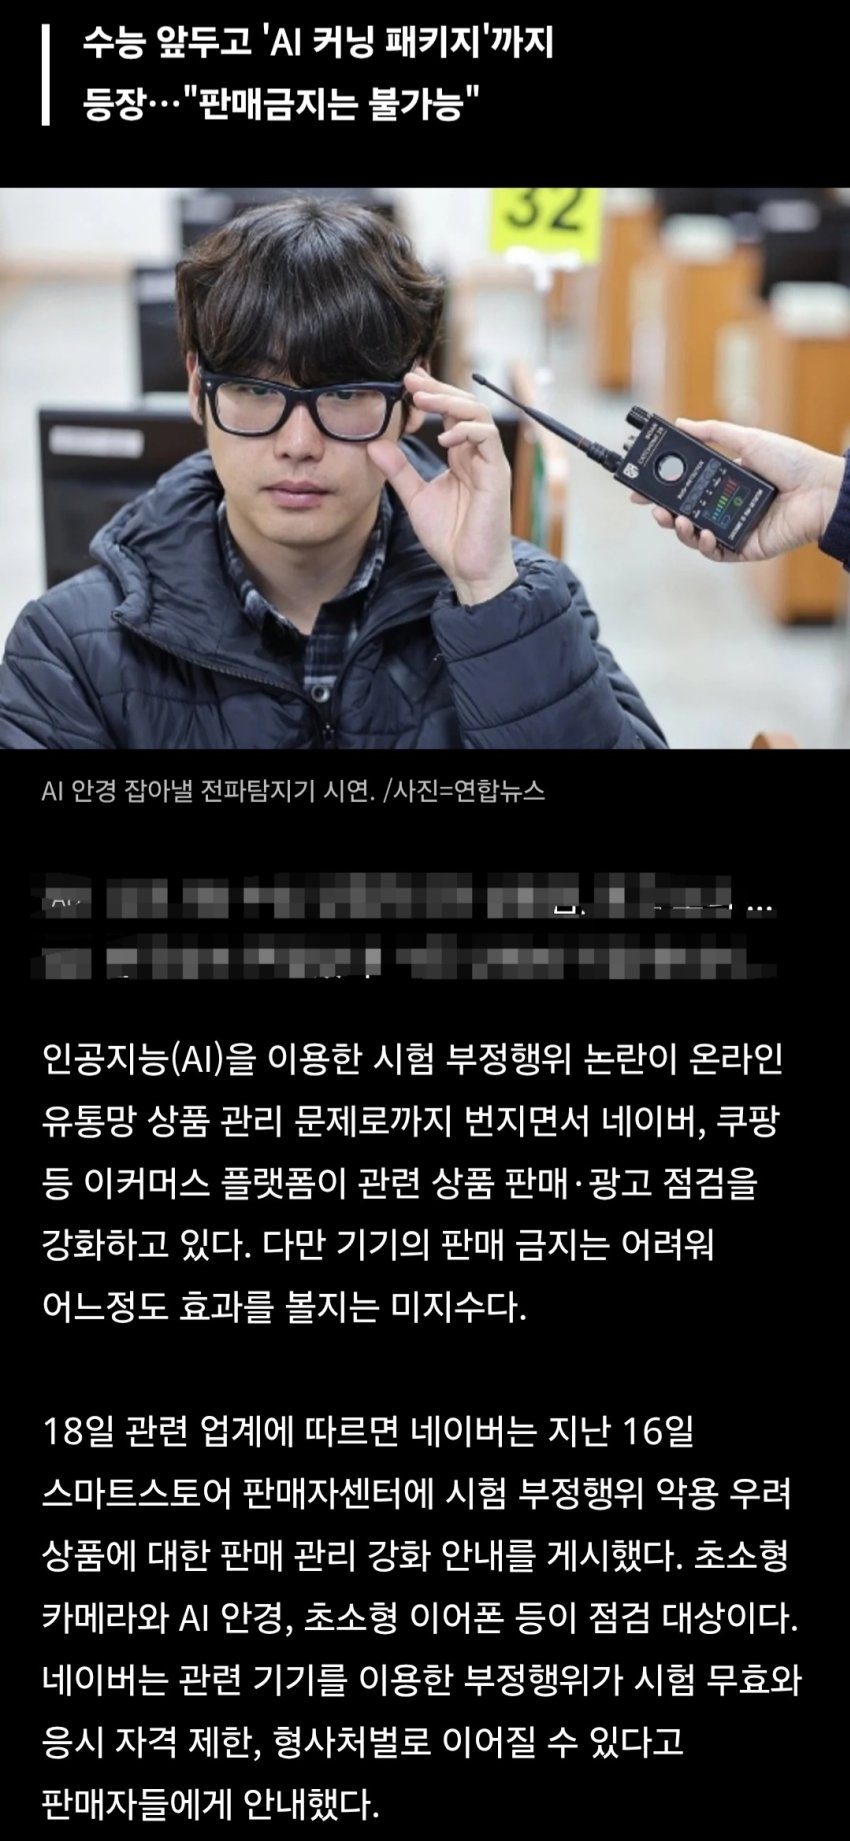 수능 앞두고 'AI 커닝 패키지'까지
등장…"판매금지는 불가능"
32
AI 안경 잡아낼 전파탐지기 시연. /사진=연합뉴스
인공지능(AI)을 이용한 시험 부정행위 논란이 온라인
유통망 상품 관리 문제로까지 번지면서 네이버, 쿠팡
등 이커머스 플랫폼이 관련 상품 판매·광고 점검을
강화하고 있다. 다만 기기의 판매 금지는 어려워
어느정도 효과를 볼지는 미지수다.
18일 관련 업계에 따르면 네이버는 지난 16일
스마트스토어 판매자센터에 시험 부정행위 악용 우려
상품에 대한 판매 관리 강화 안내를 게시했다. 초소형
카메라와 AI 안경, 초소형 이어폰 등이 점검 대상이다.
네이버는 관련 기기를 이용한 부정행위가 시험 무효와
응시 자격 제한, 형사처벌로 이어질 수 있다고
판매자들에게 안내했다.